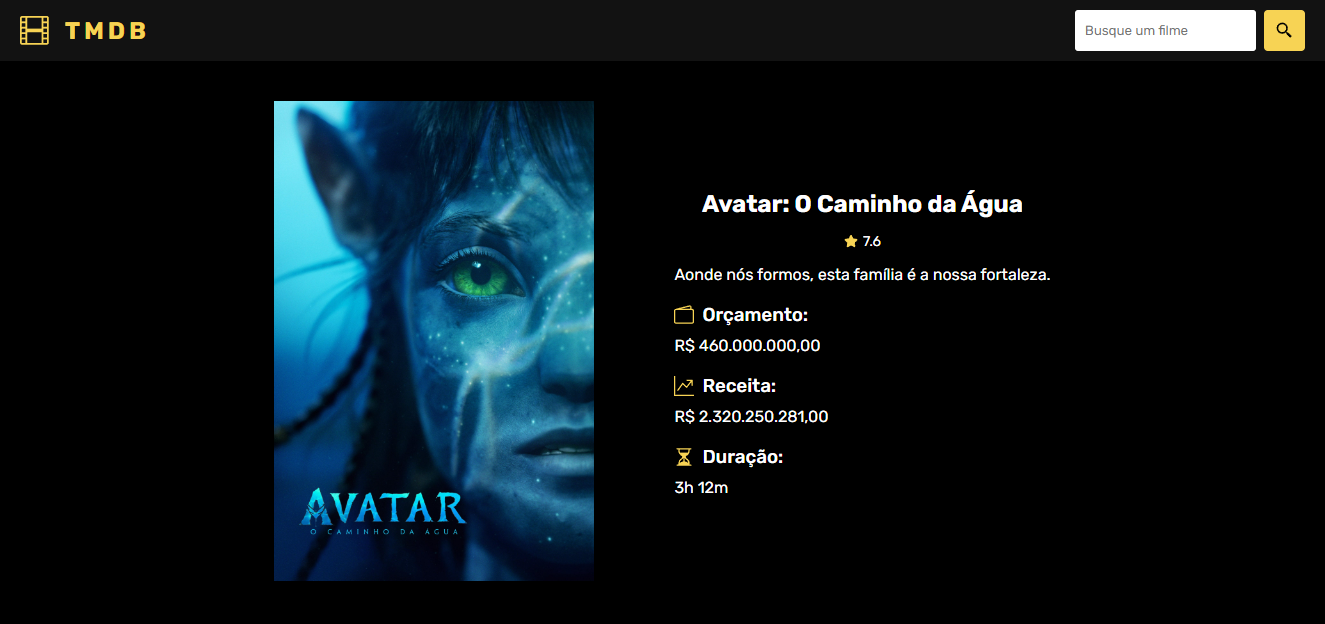 TMDB
Busque um filme
Avatar: O Caminho da Água
7.6
Aonde nós formos, esta família é a nossa fortaleza.
Orçamento:
R$ 460.000.000,00
Receita:
R$ 2.320.250.281,00
Duração:
3h 12m
AVATAR
O CAMINHO DA ÁGUA